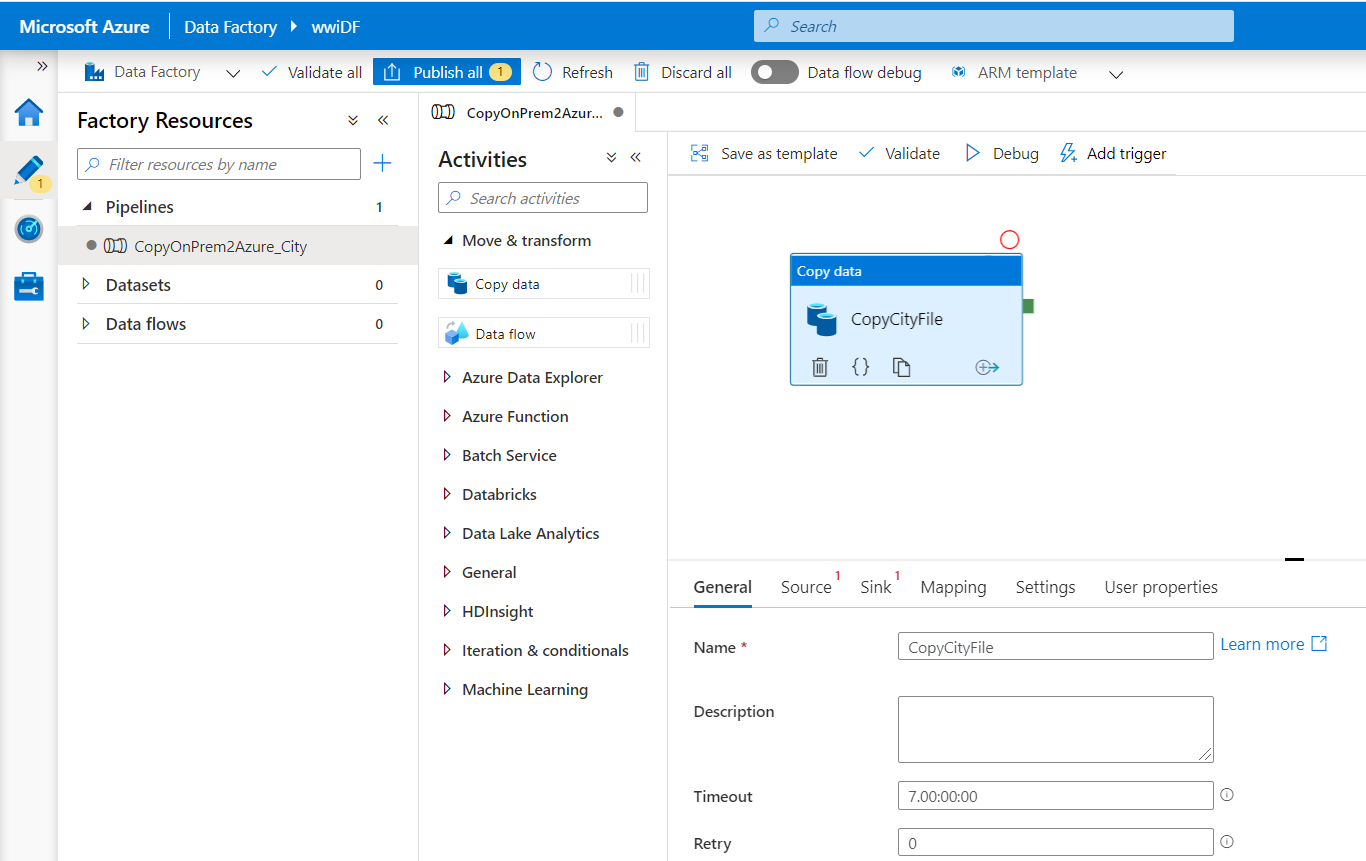 Microsoft Azure
Data Factory
wwiDF
Search
Data Factory
Validate all
Publish all 1
Refresh
Discard all
Data flow debug
ARM template
1
Factory Resources
Filter resources by name
Pipelines 1
CopyOnPrem2Azure_City
Datasets 0
Data flows 0
CopyOnPrem2Azur...
Activities
Search activities
Move & transform
Copy data
Data flow
Azure Data Explorer
Azure Function
Batch Service
Databricks
Data Lake Analytics
General
HDInsight
Iteration & conditionals
Machine Learning
Save as template
Validate
Debug
Add trigger
Copy data
CopyCityFile
{}
General
Source 1
Sink 1
Mapping
Settings
User properties
Name * CopyCityFile Learn more
Description
Timeout 7.00:00:00
Retry 0